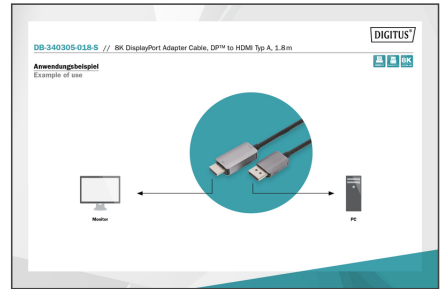 DIGITUS®
DB-340305-018-S // 8K DisplayPort Adapter Cable, DP™ to HDMI Typ A, 1.8m
8K
Anwendungsbeispiel
Example of use
Monitor
PC